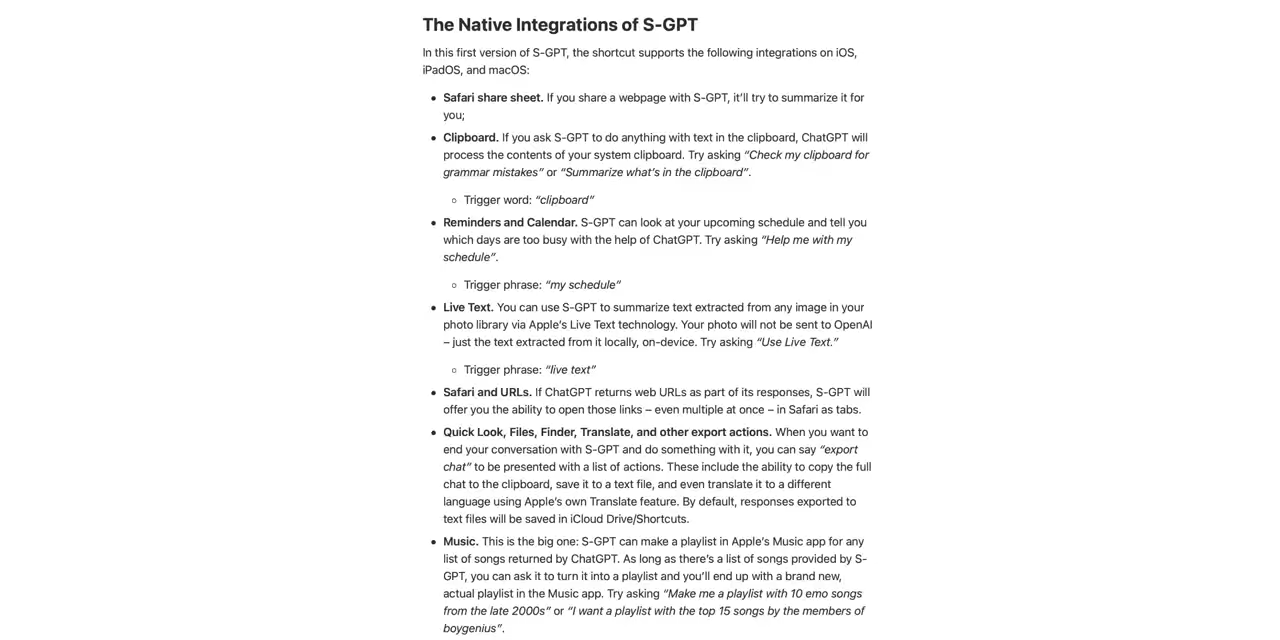 The Native Integrations of S-GPT
In this first version of S-GPT, the shortcut supports the following integrations on iOS,
iPadOS, and macOS:
• Safari share sheet. If you share a webpage with S-GPT, it’ll try to summarize it for
you;
• Clipboard. If you ask S-GPT to do anything with text in the clipboard, ChatGPT will
process the contents of your system clipboard. Try asking “Check my clipboard for
grammar mistakes” or “Summarize what’s in the clipboard”.
◦ Trigger word: “clipboard”
• Reminders and Calendar. S-GPT can look at your upcoming schedule and tell you
which days are too busy with the help of ChatGPT. Try asking “Help me with my
schedule”.
◦ Trigger phrase: “my schedule”
• Live Text. You can use S-GPT to summarize text extracted from any image in your
photo library via Apple’s Live Text technology. Your photo will not be sent to OpenAI
– just the text extracted from it locally, on-device. Try asking “Use Live Text.”
◦ Trigger phrase: “live text”
• Safari and URLs. If ChatGPT returns web URLs as part of its responses, S-GPT will
offer you the ability to open those links – even multiple at once – in Safari as tabs.
• Quick Look, Files, Finder, Translate, and other export actions. When you want to
end your conversation with S-GPT and do something with it, you can say “export
chat” to be presented with a list of actions. These include the ability to copy the full
chat to the clipboard, save it to a text file, and even translate it to a different
language using Apple’s own Translate feature. By default, responses exported to
text files will be saved in iCloud Drive/Shortcuts.
• Music. This is the big one: S-GPT can make a playlist in Apple’s Music app for any
list of songs returned by ChatGPT. As long as there’s a list of songs provided by S-
GPT, you can ask it to turn it into a playlist and you’ll end up with a brand new,
actual playlist in the Music app. Try asking “Make me a playlist with 10 emo songs
from the late 2000s” or “I want a playlist with the top 15 songs by the members of
boygenius”.